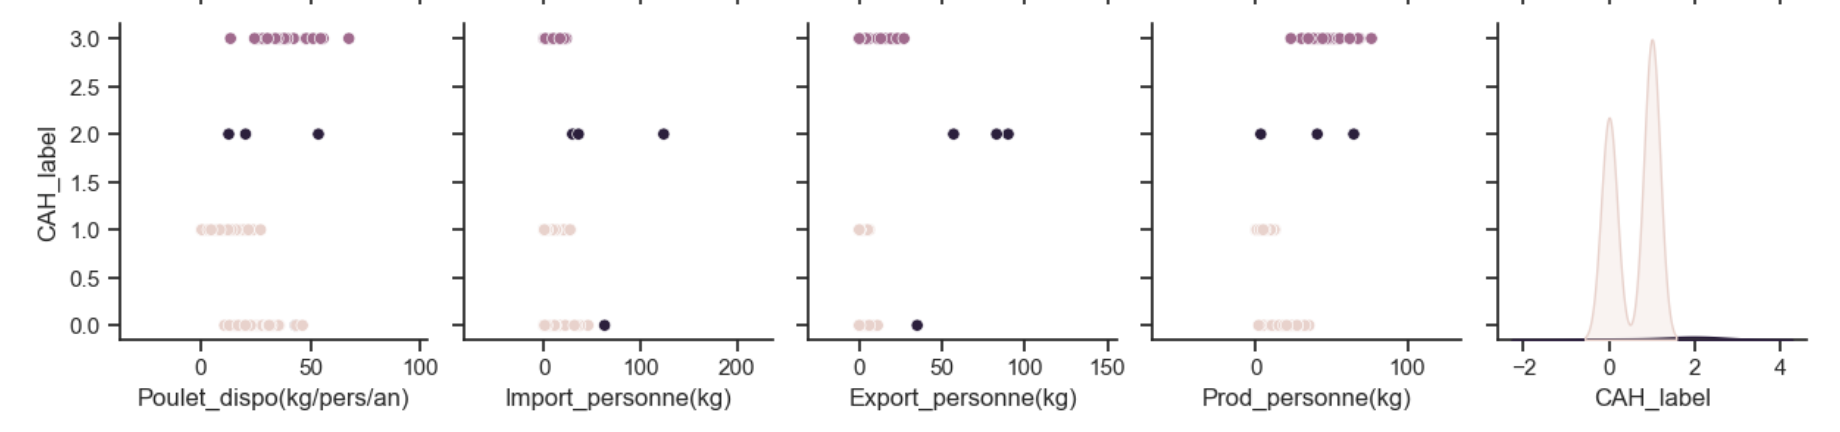 CAH_label
3.0
2.5
2.0
1.5
1.0
0.5
0.0
0 50 100
0 100 200
0 50 100 150
0 100
−2 0 2 4
Poulet_dispo(kg/pers/an)
Import_personne(kg)
Export_personne(kg)
Prod_personne(kg)
CAH_label